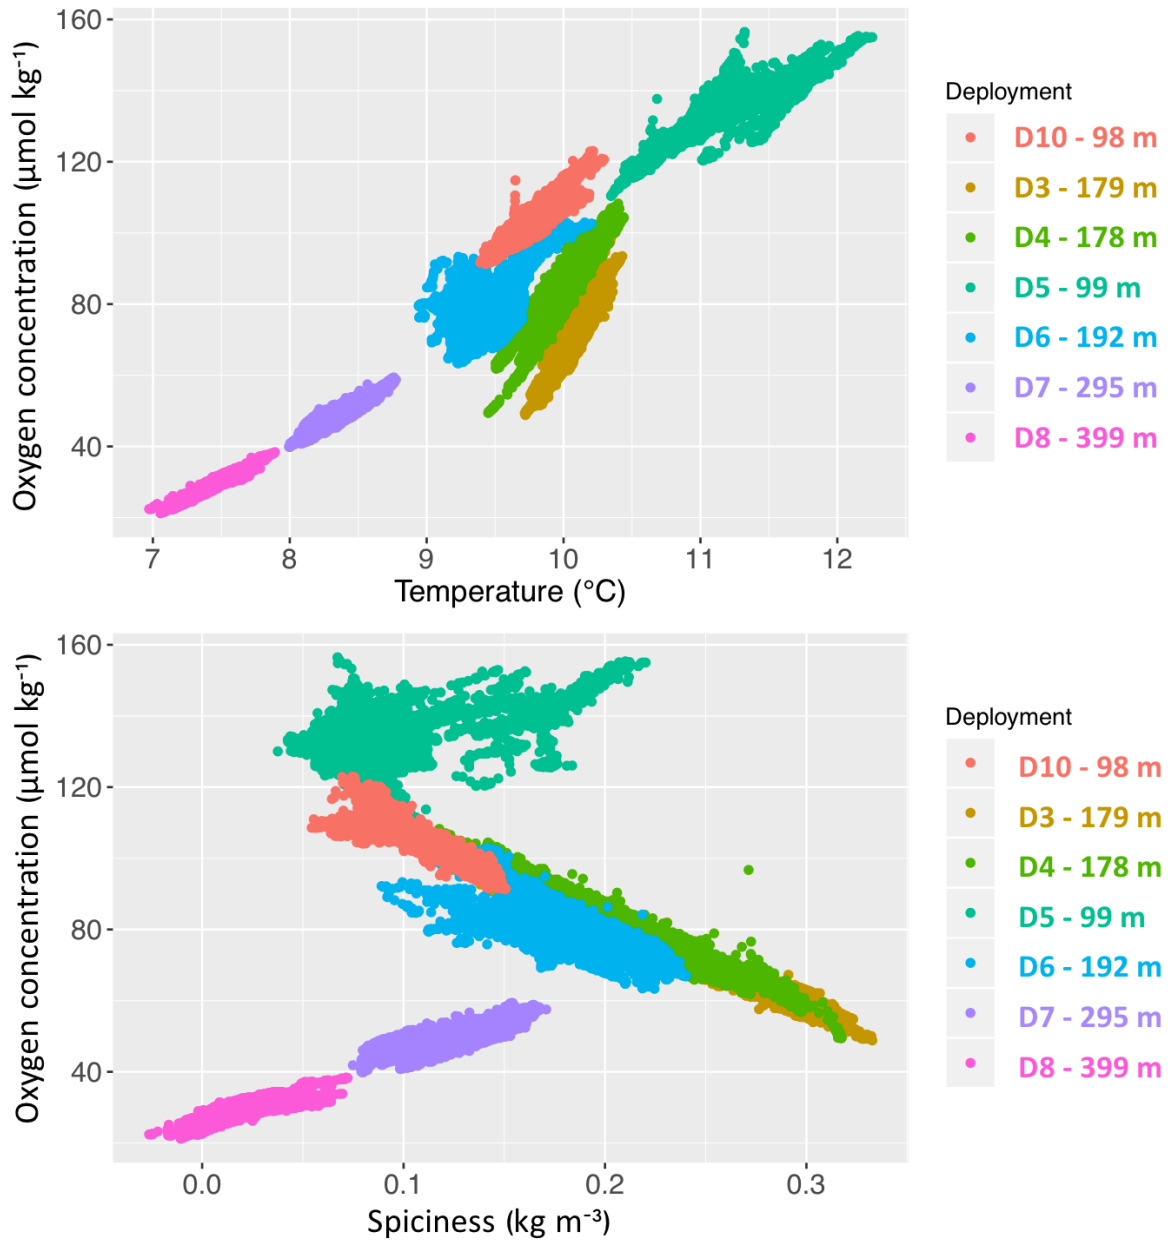 160
120
80
40
Oxygen concentration (µmol kg⁻¹)
7 8 9 10 11 12
Temperature (°C)
Deployment
D10 - 98 m
D3 - 179 m
D4 - 178 m
D5 - 99 m
D6 - 192 m
D7 - 295 m
D8 - 399 m
160
120
80
40
Oxygen concentration (µmol kg⁻¹)
0.0 0.1 0.2 0.3
Spiciness (kg m⁻³)
Deployment
D10 - 98 m
D3 - 179 m
D4 - 178 m
D5 - 99 m
D6 - 192 m
D7 - 295 m
D8 - 399 m